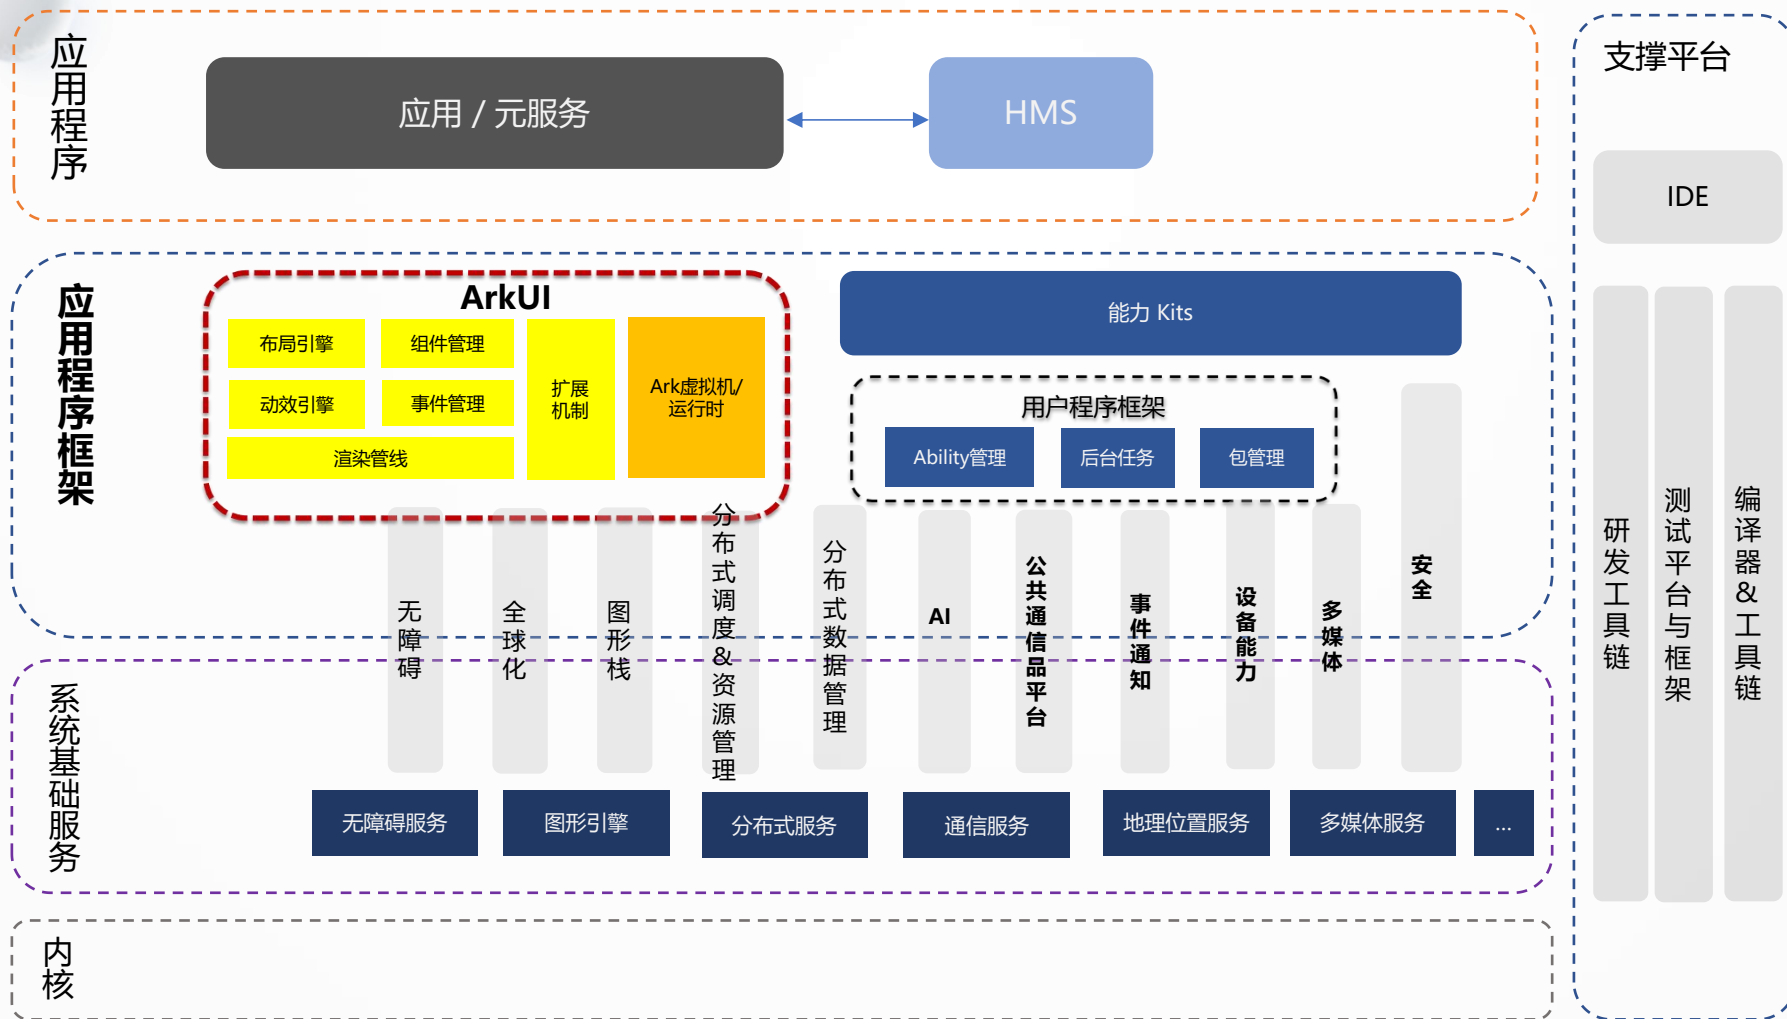 应用程序
应用 / 元服务
HMS
应用程序框架
ArkUI
布局引擎
组件管理
动效引擎
事件管理
渲染管线
扩展
机制
Ark虚拟机/
运行时
能力 Kits
用户程序框架
Ability管理
后台任务
包管理
无障碍
全球化
图形栈
分布式调度&资源管理
分布式数据管理
AI
公共通信品平台
事件通知
设备能力
多媒体
安全
系统基础服务
无障碍服务
图形引擎
分布式服务
通信服务
地理位置服务
多媒体服务
...
内核
支撑平台
IDE
研发工具链
测试平台与框架
编译器&工具链